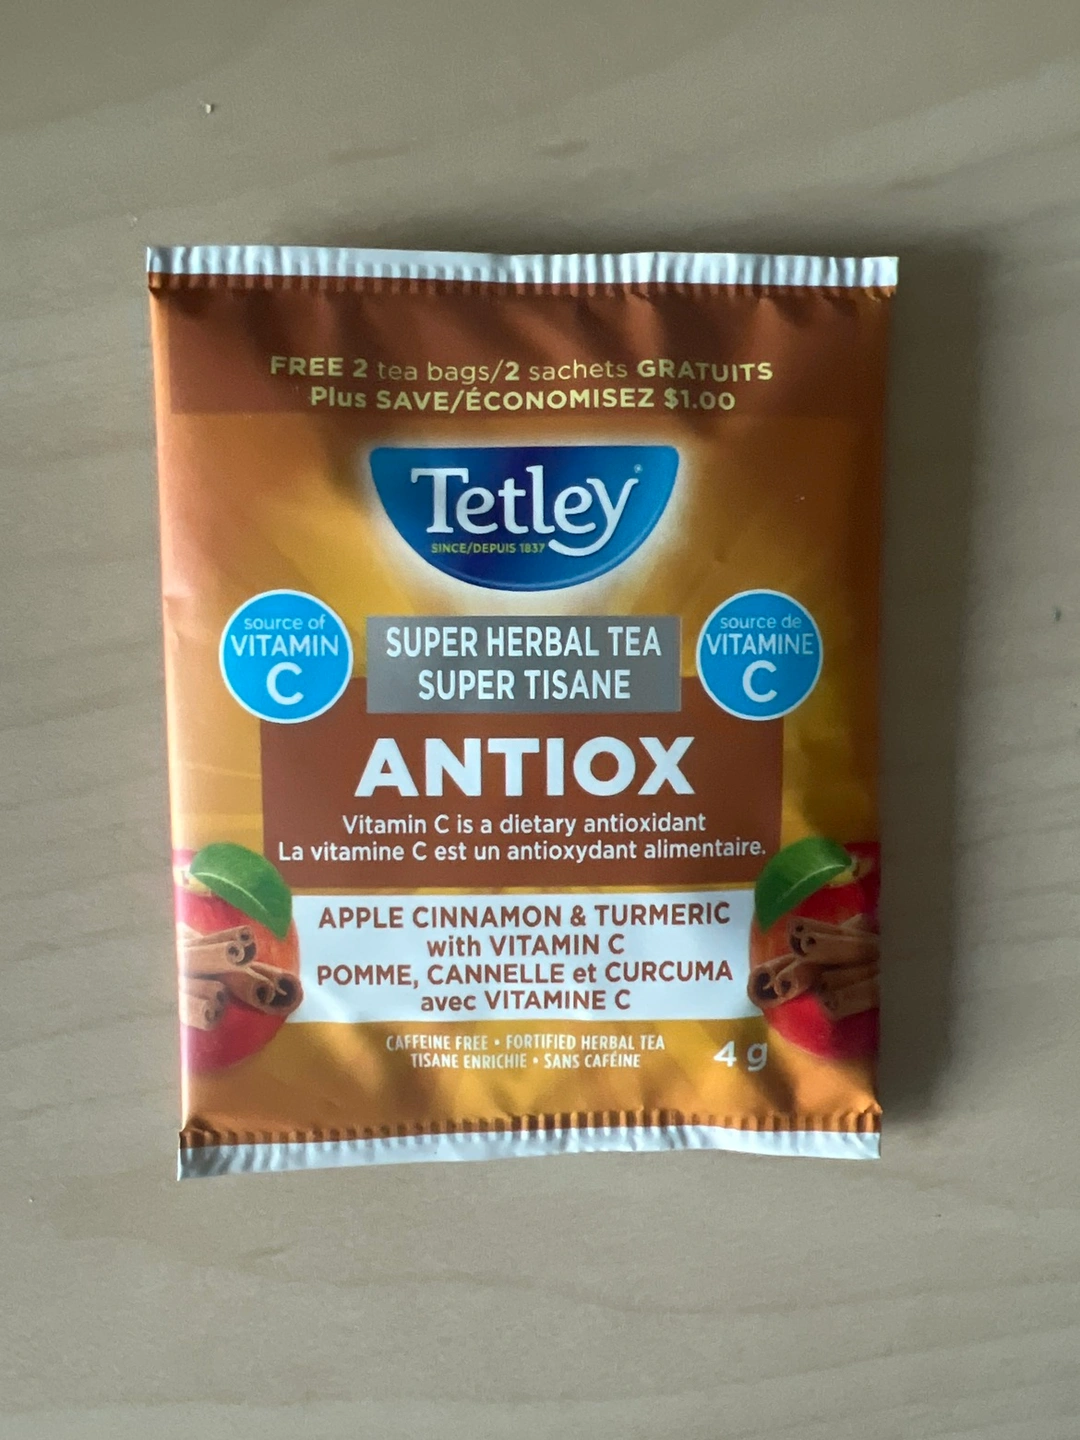 FREE 2 tea bags/2 sachets GRATUITS
Plus SAVE/ÉCONOMISEZ $1.00
Tetley®
SINCE/DEPUIS 1837
source of
VITAMIN
C
SUPER HERBAL TEA
SUPER TISANE
source de
VITAMINE
C
ANTIOX
Vitamin C is a dietary antioxidant
La vitamine C est un antioxydant alimentaire.
APPLE CINNAMON & TURMERIC
with VITAMIN C
POMME, CANNELLE et CURCUMA
avec VITAMINE C
CAFFEINE FREE • FORTIFIED HERBAL TEA
TISANE ENRICHIE • SANS CAFÉINE
4 g